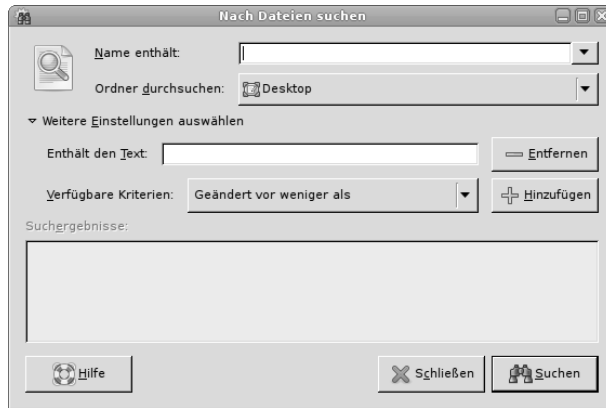 Nach Dateien suchen
Name enthält:
Ordner durchsuchen: Desktop
Weitere Einstellungen auswählen
Enthält den Text: Entfernen
Verfügbare Kriterien: Geändert vor weniger als Hinzufügen
Suchergebnisse:
Hilfe Schließen Suchen